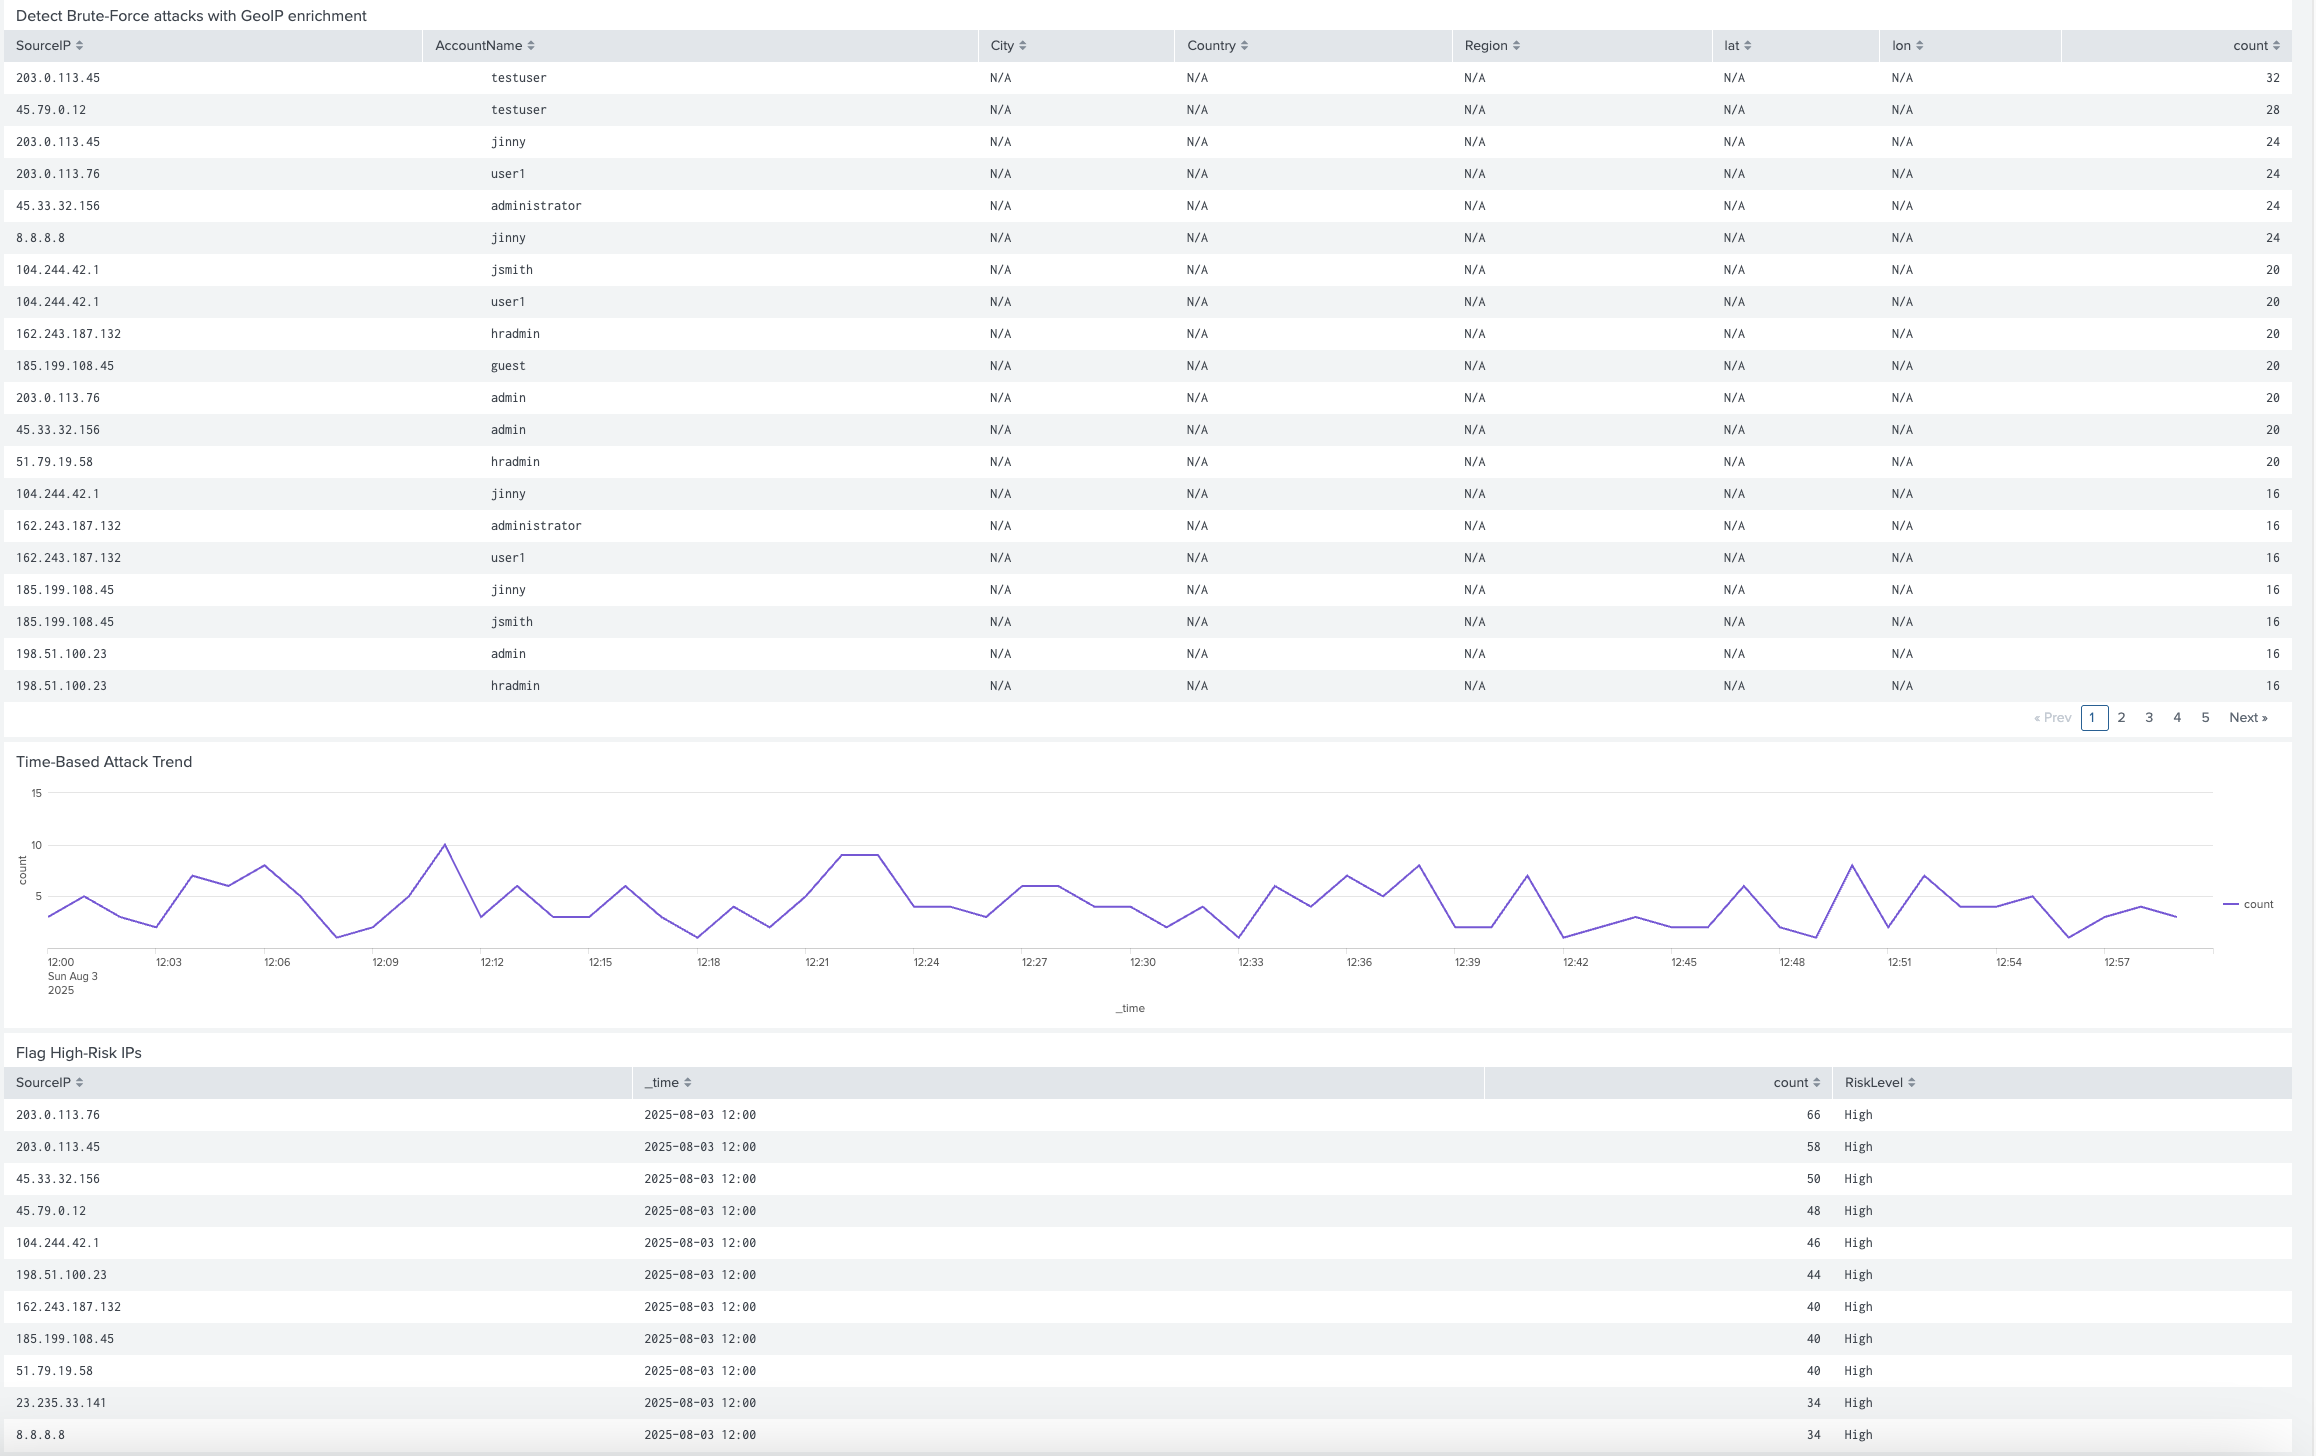 Detect Brute-Force attacks with GeoIP enrichment
SourceIP AccountName City Country Region lat lon count
203.0.113.45 testuser N/A N/A N/A N/A N/A 32
45.79.0.12 testuser N/A N/A N/A N/A N/A 28
203.0.113.45 jinny N/A N/A N/A N/A N/A 24
203.0.113.76 user1 N/A N/A N/A N/A N/A 24
45.33.32.156 administrator N/A N/A N/A N/A N/A 24
8.8.8.8 jinny N/A N/A N/A N/A N/A 24
104.244.42.1 jsmith N/A N/A N/A N/A N/A 20
104.244.42.1 user1 N/A N/A N/A N/A N/A 20
162.243.187.132 hradmin N/A N/A N/A N/A N/A 20
185.199.108.45 guest N/A N/A N/A N/A N/A 20
203.0.113.76 admin N/A N/A N/A N/A N/A 20
45.33.32.156 admin N/A N/A N/A N/A N/A 20
51.79.19.58 hradmin N/A N/A N/A N/A N/A 20
104.244.42.1 jinny N/A N/A N/A N/A N/A 16
162.243.187.132 administrator N/A N/A N/A N/A N/A 16
162.243.187.132 user1 N/A N/A N/A N/A N/A 16
185.199.108.45 jinny N/A N/A N/A N/A N/A 16
185.199.108.45 jsmith N/A N/A N/A N/A N/A 16
198.51.100.23 admin N/A N/A N/A N/A N/A 16
198.51.100.23 hradmin N/A N/A N/A N/A N/A 16
« Prev 1 2 3 4 5 Next »
Time-Based Attack Trend
15
10
5
count
count
12:00 12:03 12:06 12:09 12:12 12:15 12:18 12:21 12:24 12:27 12:30 12:33 12:36 12:39 12:42 12:45 12:48 12:51 12:54 12:57
Sun Aug 3
2025
_time
Flag High-Risk IPs
SourceIP _time count RiskLevel
203.0.113.76 2025-08-03 12:00 66 High
203.0.113.45 2025-08-03 12:00 58 High
45.33.32.156 2025-08-03 12:00 50 High
45.79.0.12 2025-08-03 12:00 48 High
104.244.42.1 2025-08-03 12:00 46 High
198.51.100.23 2025-08-03 12:00 44 High
162.243.187.132 2025-08-03 12:00 40 High
185.199.108.45 2025-08-03 12:00 40 High
51.79.19.58 2025-08-03 12:00 40 High
23.235.33.141 2025-08-03 12:00 34 High
8.8.8.8 2025-08-03 12:00 34 High